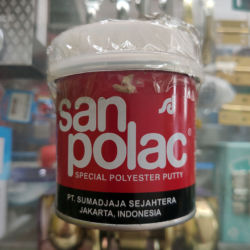 san
polac®
SPECIAL POLYESTER PUTTY
PT. SUMADJAJA SEJAHTERA
JAKARTA, INDONESIA